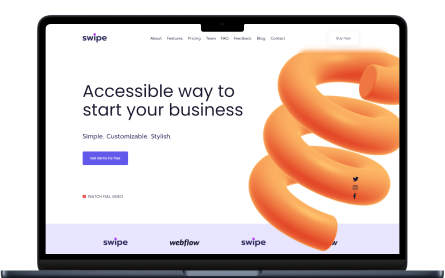 swipe
About Features Pricing Team FAQ Feedback Blog Contact
Buy Now
Accessible way to
start your business
Simple. Customizable. Stylish.
Get demo for free
WATCH FULL VIDEO
swipe webflow swipe w